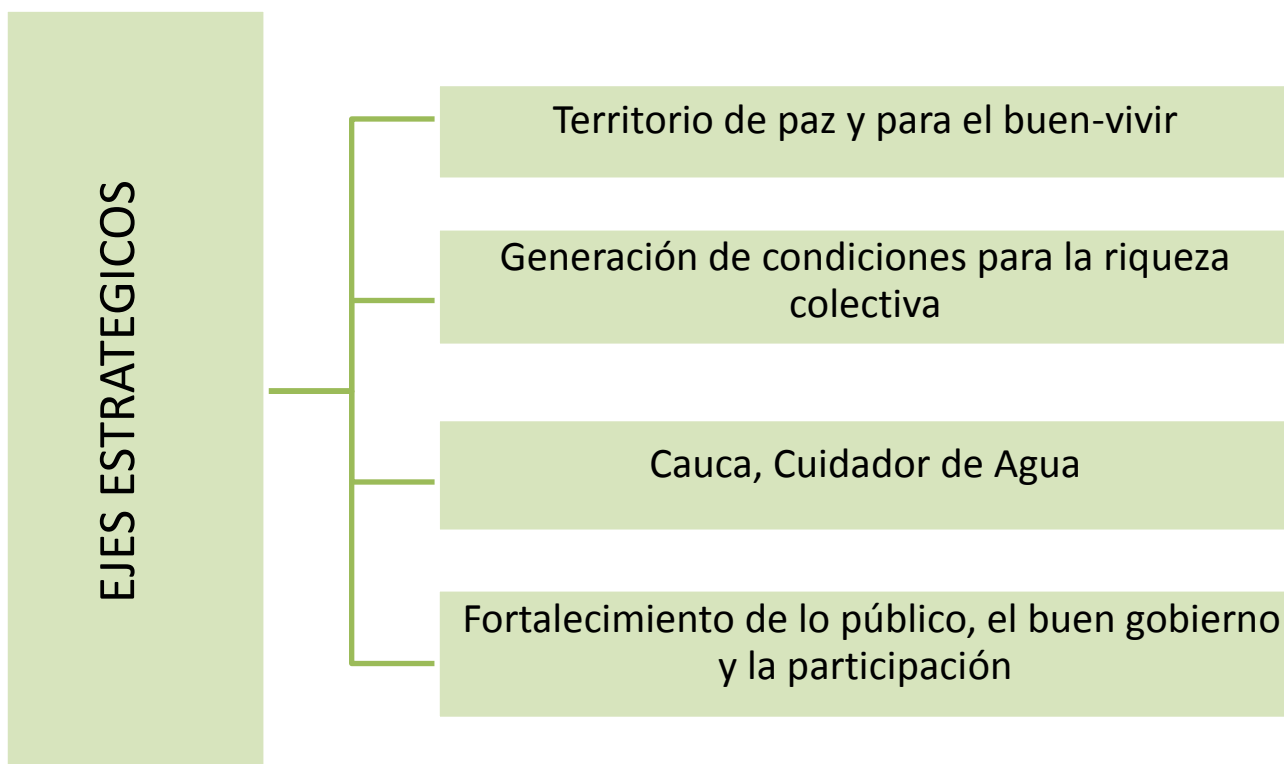 EJES ESTRATEGICOS
Territorio de paz y para el buen-vivir
Generación de condiciones para la riqueza
colectiva
Cauca, Cuidador de Agua
Fortalecimiento de lo público, el buen gobierno
y la participación